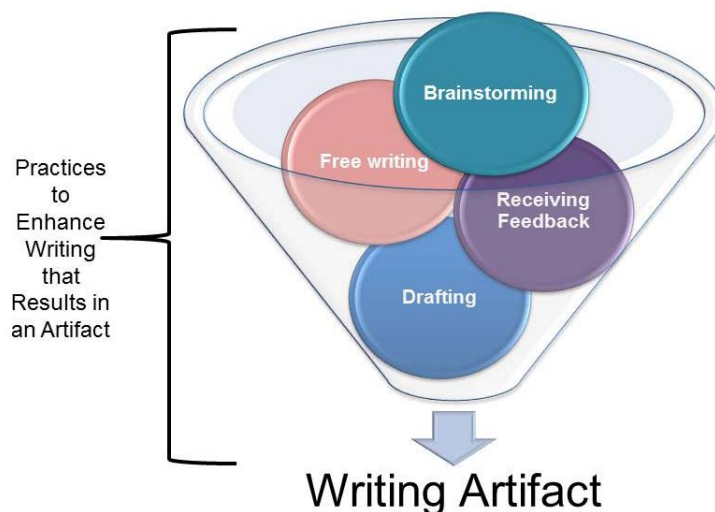 Brainstorming
Free writing
Receiving
Feedback
Drafting
Practices
to
Enhance
Writing
that
Results in
an Artifact
Writing Artifact